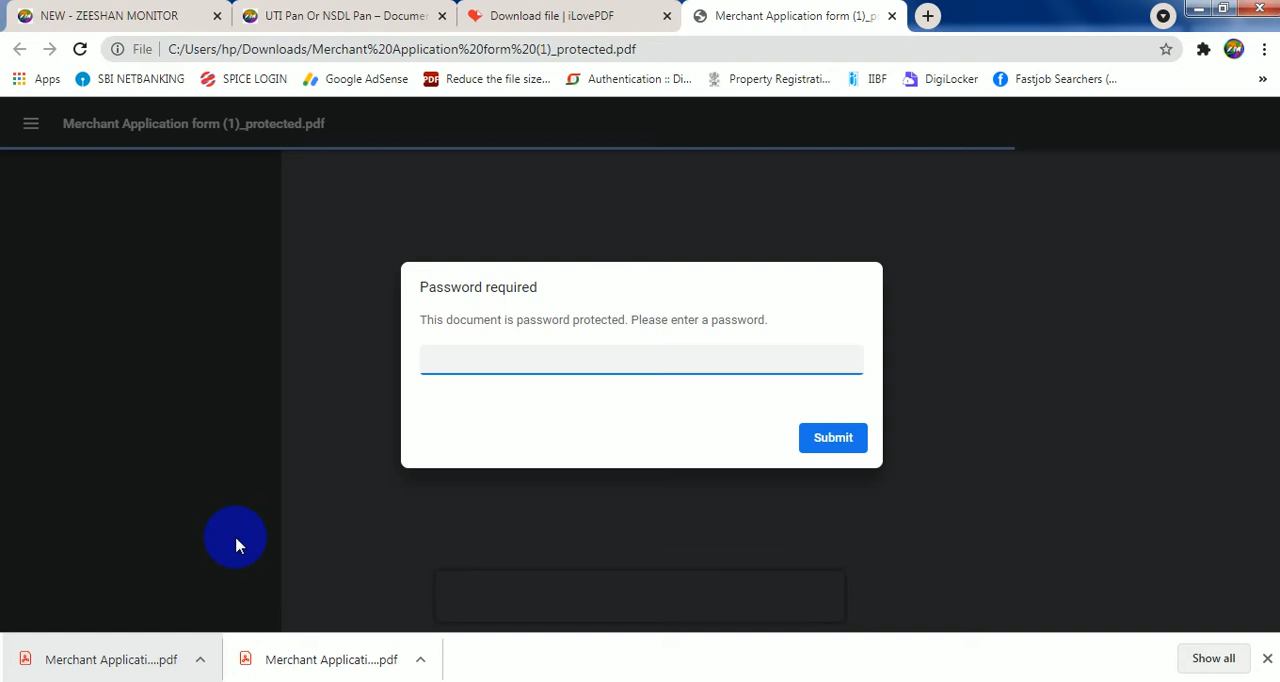 NEW - ZEESHAN MONITOR
UTI Pan Or NSDL Pan – Documen
Download file | iLovePDF
Merchant Application form (1)_pr
File
C:/Users/hp/Downloads/Merchant%20Application%20form%20(1)_protected.pdf
Apps
SBI NETBANKING
SPICE LOGIN
Google AdSense
PDF
Reduce the file size...
Authentication :: Di...
Property Registrati...
IIBF
DigiLocker
Fastjob Searchers (...
»
Merchant Application form (1)_protected.pdf
Password required
This document is password protected. Please enter a password.
Submit
Merchant Applicati....pdf
Merchant Applicati....pdf
Show all